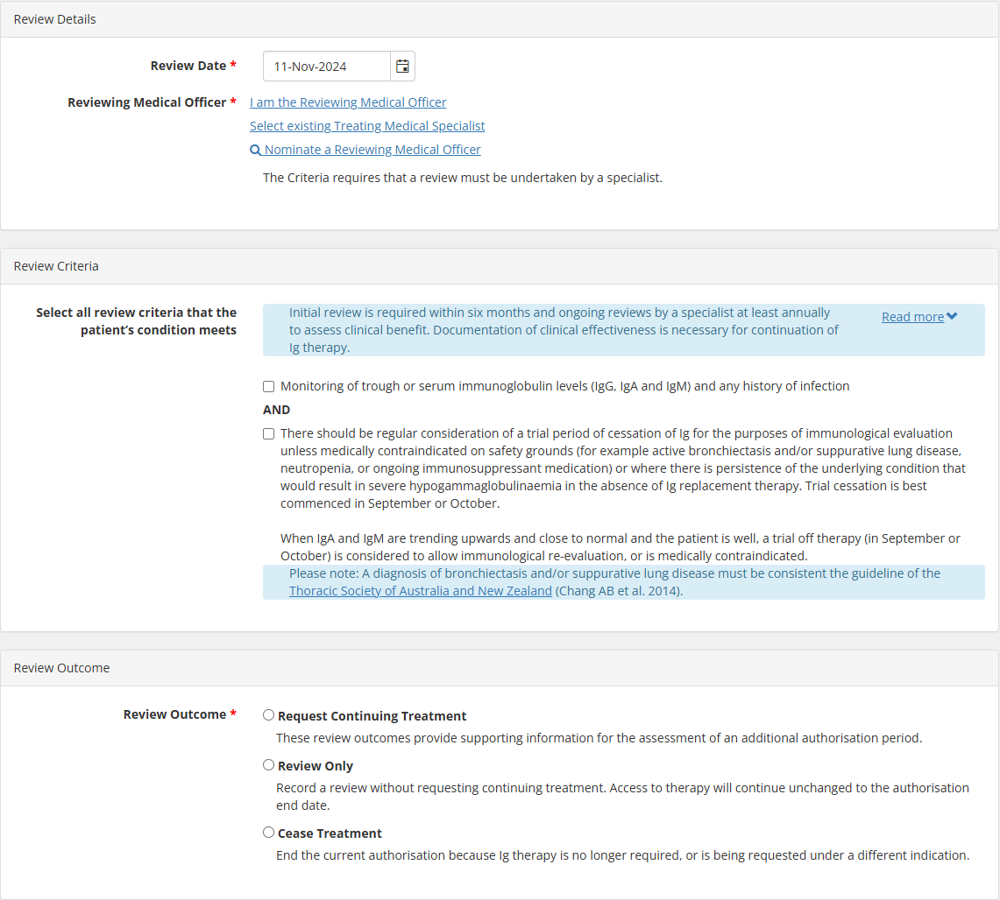 Review Details
Review Date *
11-Nov-2024
Reviewing Medical Officer *
I am the Reviewing Medical Officer
Select existing Treating Medical Specialist
Nominate a Reviewing Medical Officer
The Criteria requires that a review must be undertaken by a specialist.
Review Criteria
Select all review criteria that the
patient’s condition meets
Initial review is required within six months and ongoing reviews by a specialist at least annually
to assess clinical benefit. Documentation of clinical effectiveness is necessary for continuation of
Ig therapy.
Read more
Monitoring of trough or serum immunoglobulin levels (IgG, IgA and IgM) and any history of infection
AND
There should be regular consideration of a trial period of cessation of Ig for the purposes of immunological evaluation
unless medically contraindicated on safety grounds (for example active bronchiectasis and/or suppurative lung disease,
neutropenia, or ongoing immunosuppressant medication) or where there is persistence of the underlying condition that
would result in severe hypogammaglobulinaemia in the absence of Ig replacement therapy. Trial cessation is best
commenced in September or October.
When IgA and IgM are trending upwards and close to normal and the patient is well, a trial off therapy (in September or
October) is considered to allow immunological re-evaluation, or is medically contraindicated.
Please note: A diagnosis of bronchiectasis and/or suppurative lung disease must be consistent the guideline of the
Thoracic Society of Australia and New Zealand (Chang AB et al. 2014).
Review Outcome
Review Outcome *
Request Continuing Treatment
These review outcomes provide supporting information for the assessment of an additional authorisation period.
Review Only
Record a review without requesting continuing treatment. Access to therapy will continue unchanged to the authorisation
end date.
Cease Treatment
End the current authorisation because Ig therapy is no longer required, or is being requested under a different indication.